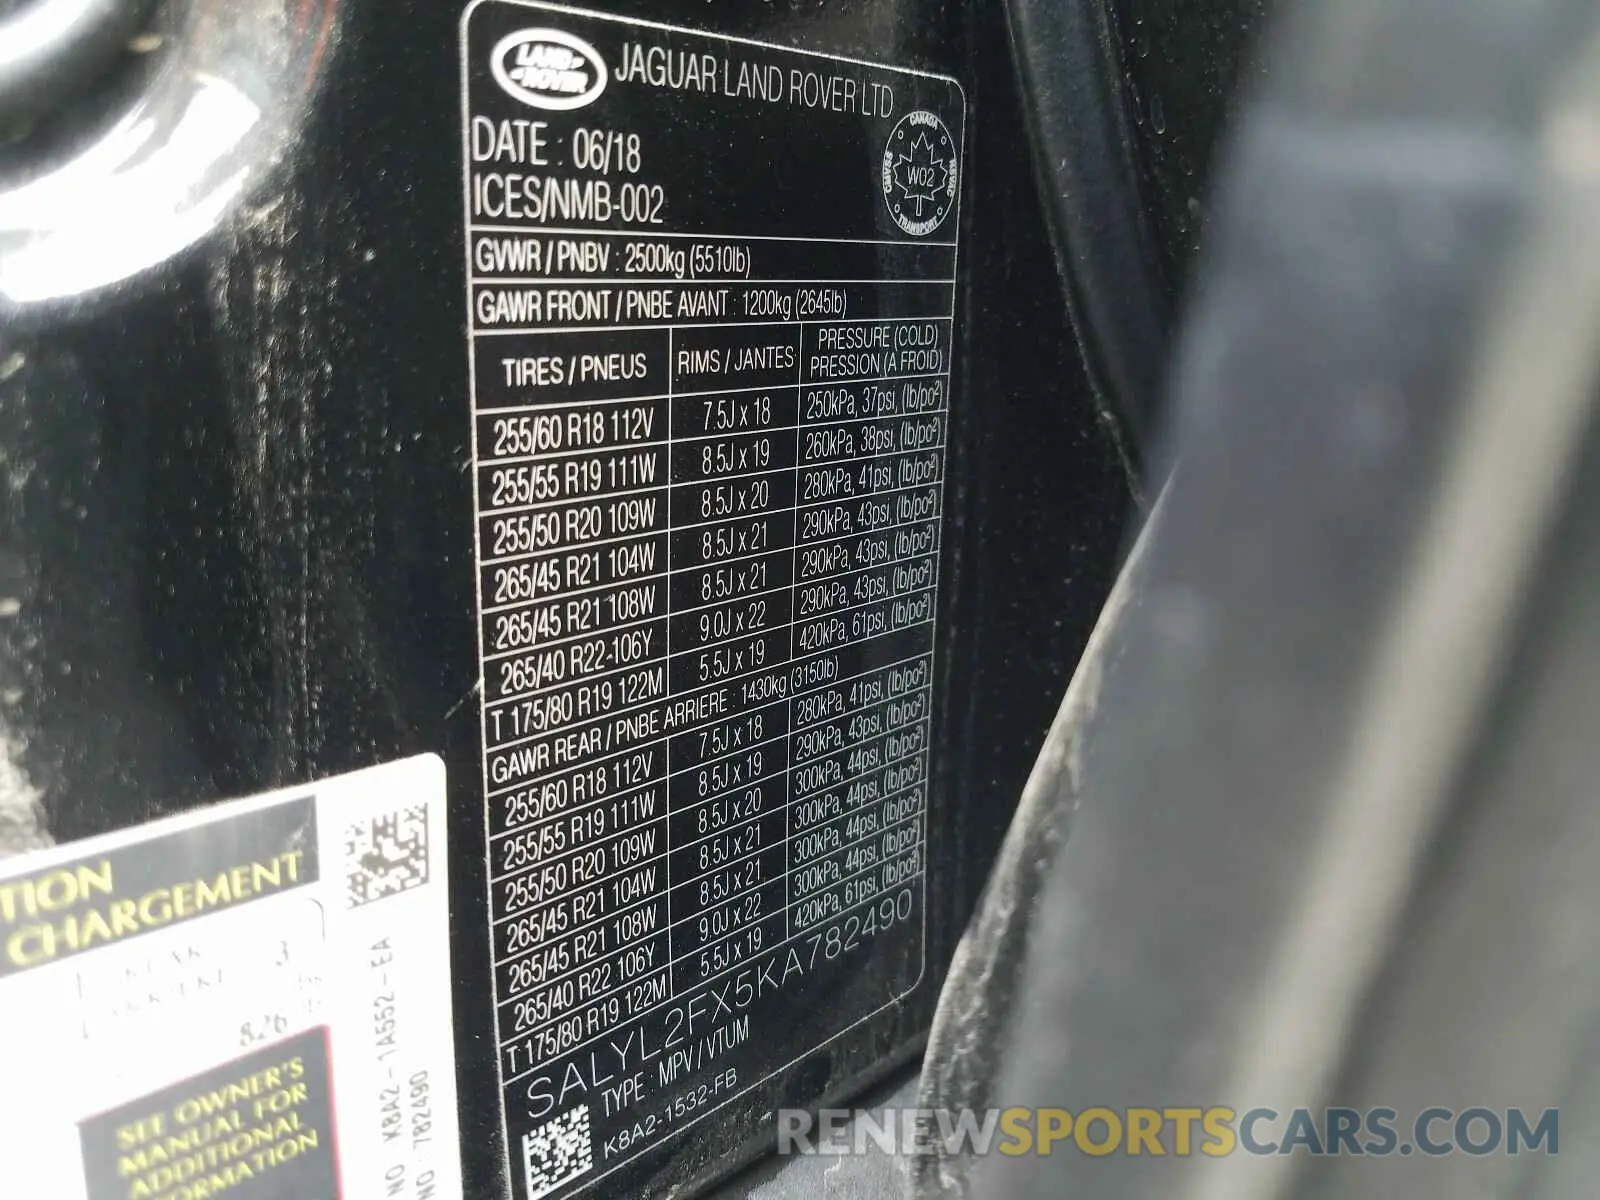 LAND ROVER
JAGUAR LAND ROVER LTD
DATE : 06/18
ICES/NMB-002
CANADA
CMVSS
NSVAC
W02
TRANSPORT
GVWR / PNBV : 2500kg (5510lb)
GAWR FRONT / PNBE AVANT : 1200kg (2645lb)
TIRES / PNEUS RIMS / JANTES PRESSURE (COLD)
PRESSION (A FROID)
255/60 R18 112V 7.5J x 18 250kPa, 37psi, (lb/po²)
255/55 R19 111W 8.5J x 19 260kPa, 38psi, (lb/po²)
255/50 R20 109W 8.5J x 20 280kPa, 41psi, (lb/po²)
265/45 R21 104W 8.5J x 21 290kPa, 43psi, (lb/po²)
265/45 R21 108W 8.5J x 21 290kPa, 43psi, (lb/po²)
265/40 R22 106Y 9.0J x 22 290kPa, 43psi, (lb/po²)
T 175/80 R19 122M 5.5J x 19 420kPa, 61psi, (lb/po²)
GAWR REAR / PNBE ARRIERE : 1430kg (3150lb)
255/60 R18 112V 7.5J x 18 280kPa, 41psi, (lb/po²)
255/55 R19 111W 8.5J x 19 290kPa, 43psi, (lb/po²)
255/50 R20 109W 8.5J x 20 300kPa, 44psi, (lb/po²)
265/45 R21 104W 8.5J x 21 300kPa, 44psi, (lb/po²)
265/45 R21 108W 8.5J x 21 300kPa, 44psi, (lb/po²)
265/40 R22 106Y 9.0J x 22 300kPa, 44psi, (lb/po²)
T 175/80 R19 122M 5.5J x 19 420kPa, 61psi, (lb/po²)
SALYL2FX5KA782490
TYPE : MPV / VTUM
K8A2-1532-FB
TION
CHARGEMENT
REAR 3
826
SEE OWNER'S
MANUAL FOR
ADDITIONAL
NO K8A2-1A552-EA
NO : 782490
RENEWSPORTSCARS.COM